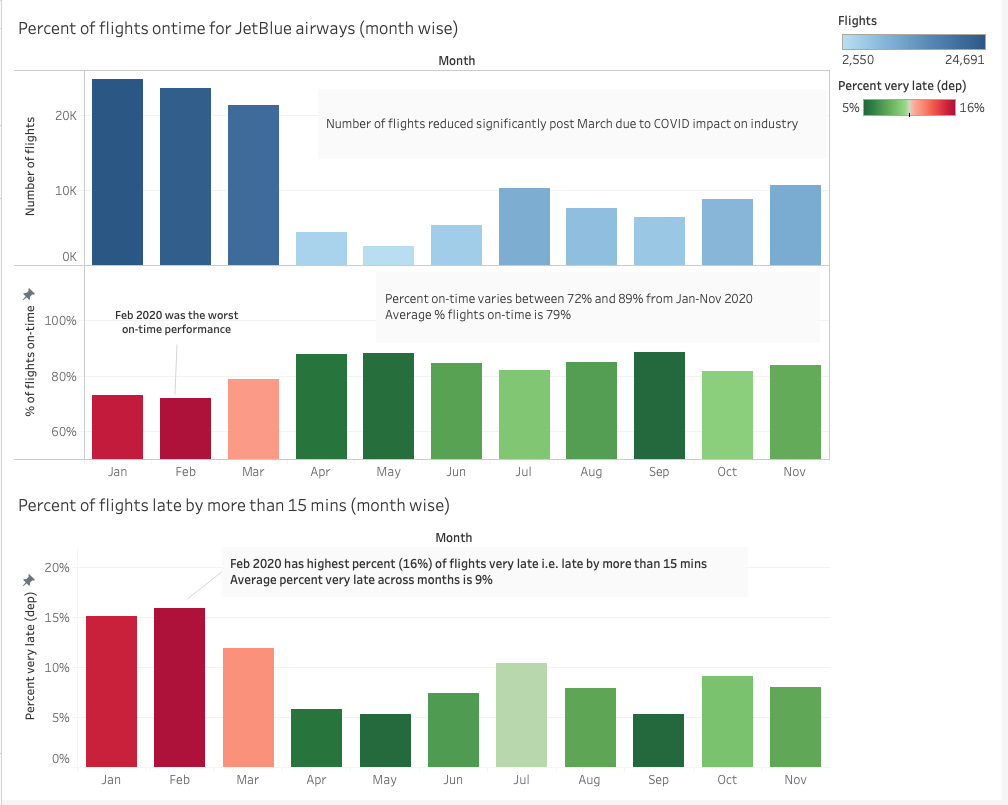 Percent of flights ontime for JetBlue airways (month wise)
Month
Number of flights
20K
10K
0K
Number of flights reduced significantly post March due to COVID impact on industry
% of flights on-time
100%
80%
60%
Feb 2020 was the worst
on-time performance
Percent on-time varies between 72% and 89% from Jan-Nov 2020
Average % flights on-time is 79%
Jan Feb Mar Apr May Jun Jul Aug Sep Oct Nov
Flights
2,550 24,691
Percent very late (dep)
5% 16%
Percent of flights late by more than 15 mins (month wise)
Month
Percent very late (dep)
20%
15%
10%
5%
0%
Feb 2020 has highest percent (16%) of flights very late i.e. late by more than 15 mins
Average percent very late across months is 9%
Jan Feb Mar Apr May Jun Jul Aug Sep Oct Nov